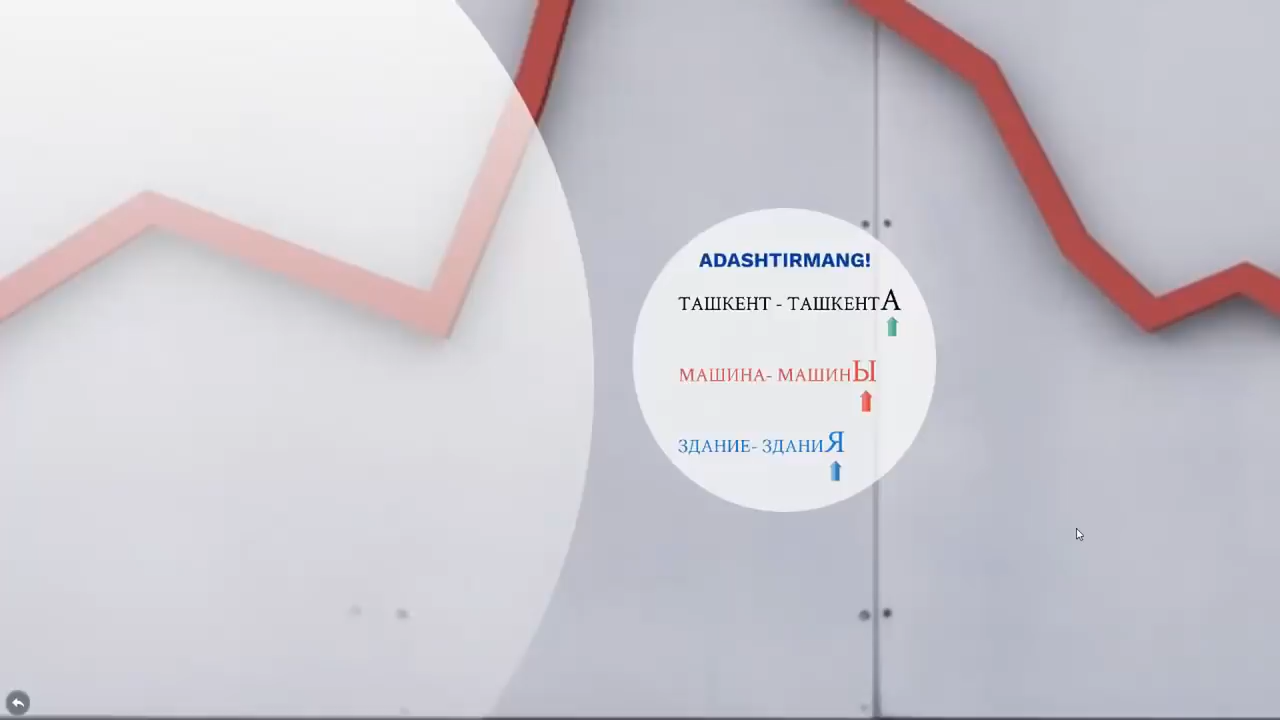 ADASHTIRMANG!
ТАШКЕНТ - ТАШКЕНТА
МАШИНА- МАШИНЫ
ЗДАНИЕ- ЗДАНИЯ